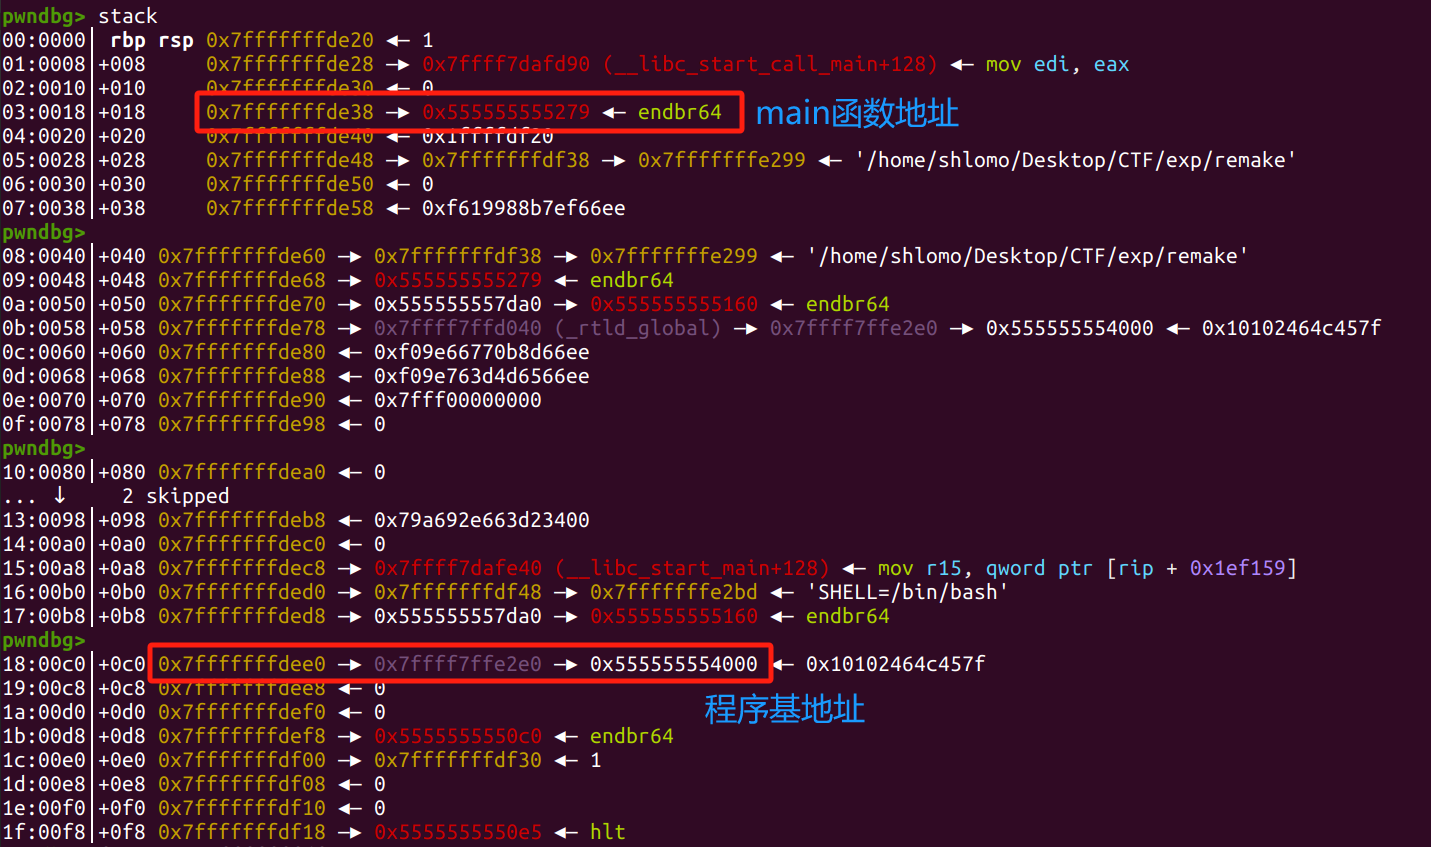 pwndbg> stack
00:0000│ rbp rsp 0x7fffffffde20 ◂— 1
01:0008│+008     0x7fffffffde28 —▸ 0x7ffff7dafd90 (__libc_start_call_main+128) ◂— mov edi, eax
02:0010│+010     0x7fffffffde30 ◂— 0
03:0018│+018     0x7fffffffde38 —▸ 0x555555555279 ◂— endbr64 main函数地址
04:0020│+020     0x7fffffffde40 ◂— 0x1ffffdf20
05:0028│+028     0x7fffffffde48 —▸ 0x7fffffffdf38 —▸ 0x7fffffffe299 ◂— '/home/shlomo/Desktop/CTF/exp/remake'
06:0030│+030     0x7fffffffde50 ◂— 0
07:0038│+038     0x7fffffffde58 ◂— 0xf619988b7ef66ee
pwndbg>
08:0040│+040 0x7fffffffde60 —▸ 0x7fffffffdf38 —▸ 0x7fffffffe299 ◂— '/home/shlomo/Desktop/CTF/exp/remake'
09:0048│+048 0x7fffffffde68 —▸ 0x555555555279 ◂— endbr64
0a:0050│+050 0x7fffffffde70 —▸ 0x555555557da0 —▸ 0x555555555160 ◂— endbr64
0b:0058│+058 0x7fffffffde78 —▸ 0x7ffff7ffd040 (_rtld_global) —▸ 0x7ffff7ffe2e0 —▸ 0x555555554000 ◂— 0x10102464c457f
0c:0060│+060 0x7fffffffde80 ◂— 0xf09e66770b8d66ee
0d:0068│+068 0x7fffffffde88 ◂— 0xf09e763d4d6566ee
0e:0070│+070 0x7fffffffde90 ◂— 0x7fff00000000
0f:0078│+078 0x7fffffffde98 ◂— 0
pwndbg>
10:0080│+080 0x7fffffffdea0 ◂— 0
... ↓     2 skipped
13:0098│+098 0x7fffffffdeb8 ◂— 0x79a692e663d23400
14:00a0│+0a0 0x7fffffffdec0 ◂— 0
15:00a8│+0a8 0x7fffffffdec8 —▸ 0x7ffff7dafe40 (__libc_start_main+128) ◂— mov r15, qword ptr [rip + 0x1ef159]
16:00b0│+0b0 0x7fffffffded0 —▸ 0x7fffffffdf48 —▸ 0x7fffffffe2bd ◂— 'SHELL=/bin/bash'
17:00b8│+0b8 0x7fffffffded8 —▸ 0x555555557da0 —▸ 0x555555555160 ◂— endbr64
pwndbg>
18:00c0│+0c0 0x7fffffffdee0 —▸ 0x7ffff7ffe2e0 —▸ 0x555555554000 ◂— 0x10102464c457f
19:00c8│+0c8 0x7fffffffdee8 ◂— 0
1a:00d0│+0d0 0x7fffffffdef0 ◂— 0 程序基地址
1b:00d8│+0d8 0x7fffffffdef8 —▸ 0x5555555550c0 ◂— endbr64
1c:00e0│+0e0 0x7fffffffdf00 —▸ 0x7fffffffdf30 ◂— 1
1d:00e8│+0e8 0x7fffffffdf08 ◂— 0
1e:00f0│+0f0 0x7fffffffdf10 ◂— 0
1f:00f8│+0f8 0x7fffffffdf18 —▸ 0x5555555550e5 ◂— hlt